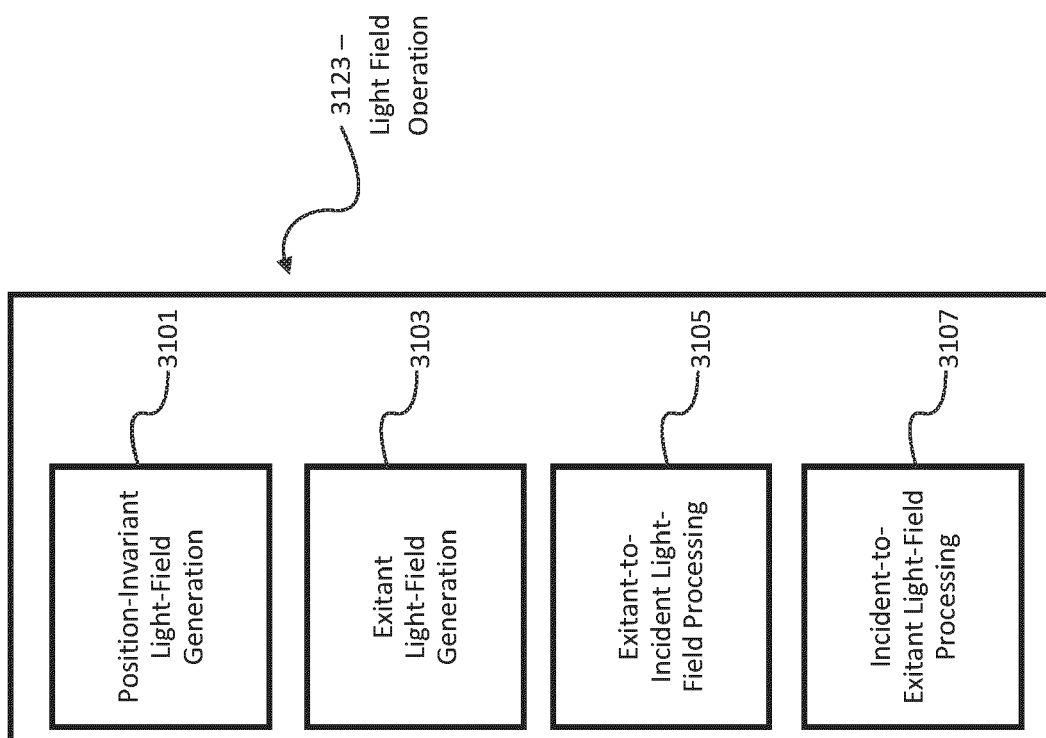 Position-Invariant
Light-Field
Generation
3101
Exitant
Light-Field
Generation
3103
Exitant-to-
Incident Light-
Field Processing
3105
Incident-to-
Exitant Light-Field
Processing
3107
3123 –
Light Field
Operation